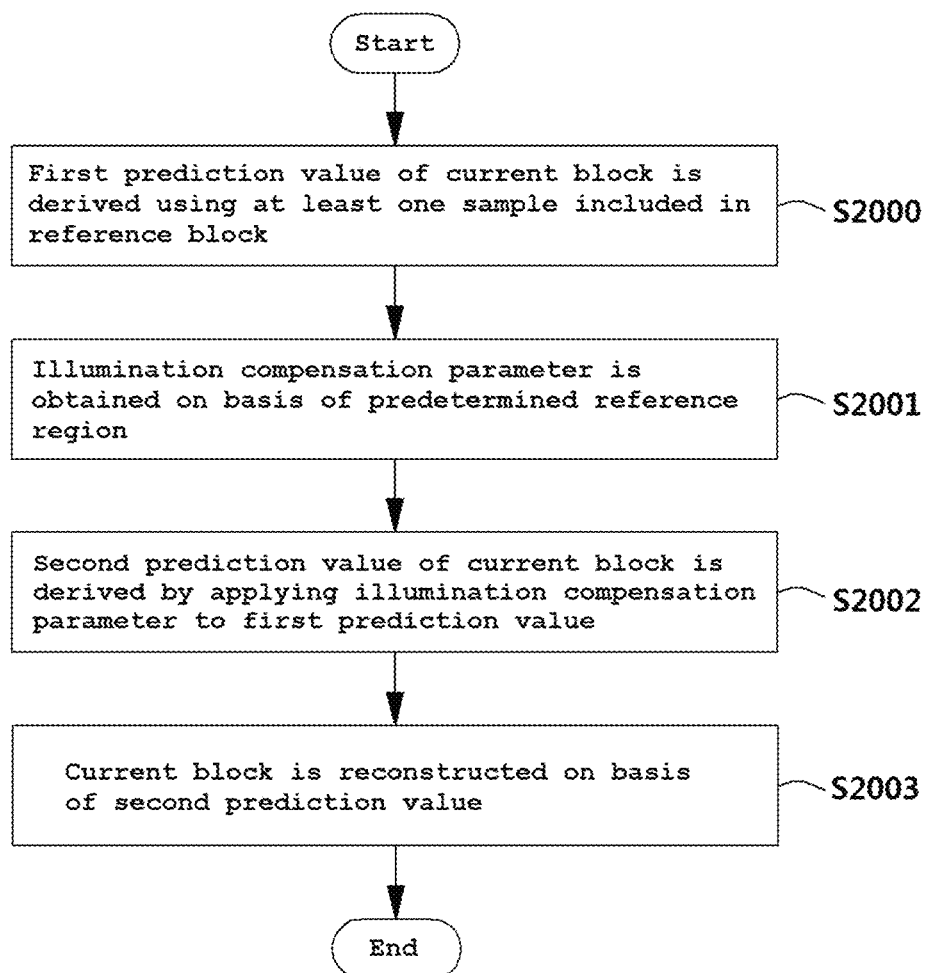 Start
First prediction value of current block is
derived using at least one sample included in
reference block
S2000
Illumination compensation parameter is
obtained on basis of predetermined reference
region
S2001
Second prediction value of current block is
derived by applying illumination compensation
parameter to first prediction value
S2002
Current block is reconstructed on basis
of second prediction value
S2003
End